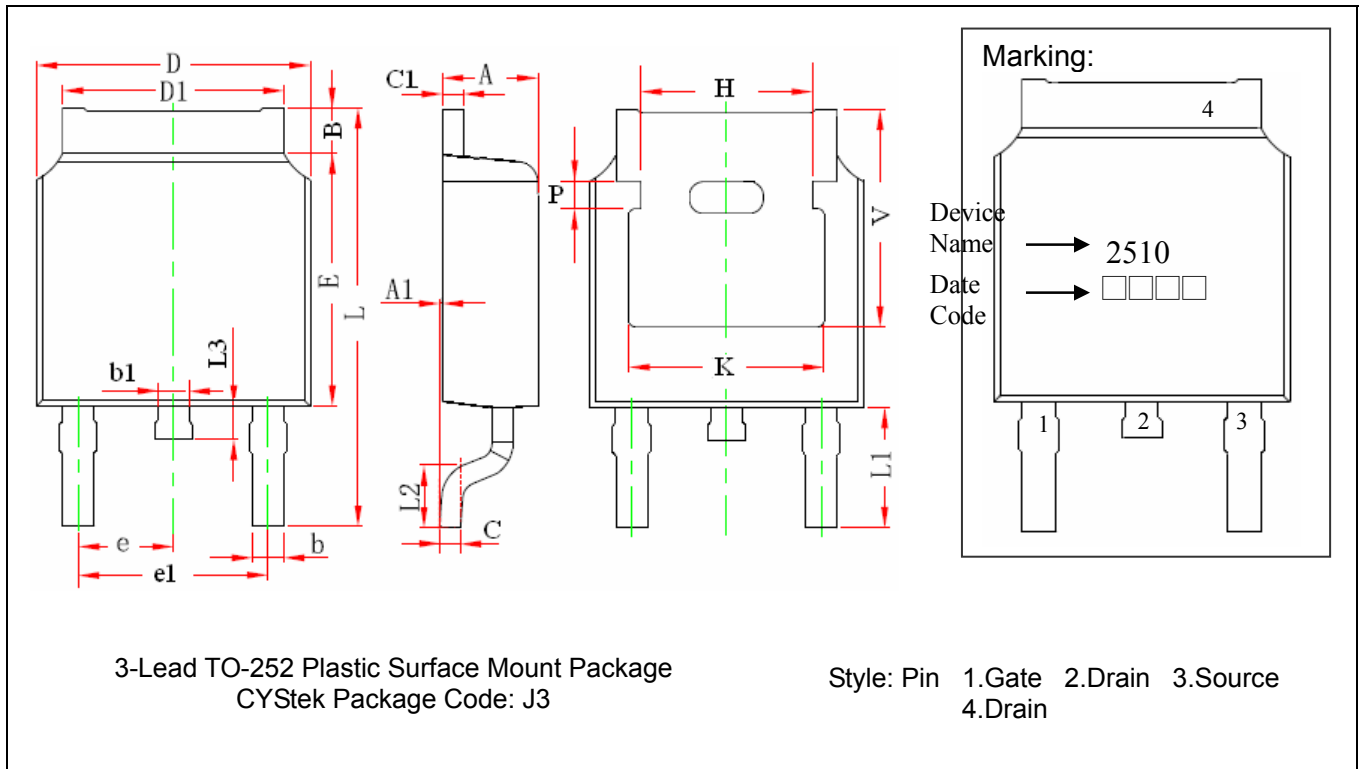 D
D1
B
E
L
L3
b1
e
e1
b
C1
A
A1
L2
C
H
P
V
K
L1
Marking:
4
Device
Name
2510
Date
Code
□□□□
1
2
3
3-Lead TO-252 Plastic Surface Mount Package
CYStek Package Code: J3
Style: Pin 1.Gate 2.Drain 3.Source
4.Drain